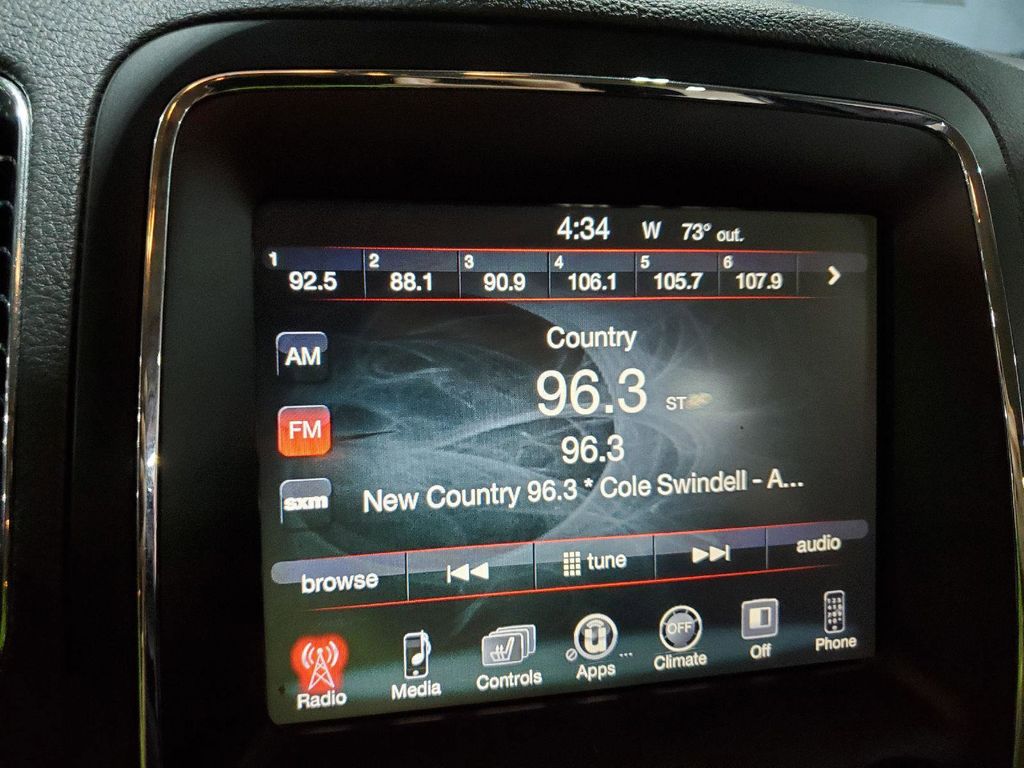 4:34 W 73° out.
1 2 3 4 5 6
92.5 88.1 90.9 106.1 105.7 107.9
AM
Country
96.3 ST
FM
96.3
sxm
New Country 96.3 * Cole Swindell - A...
browse tune audio
OFF
Radio Media Controls Apps ... Climate Off Phone